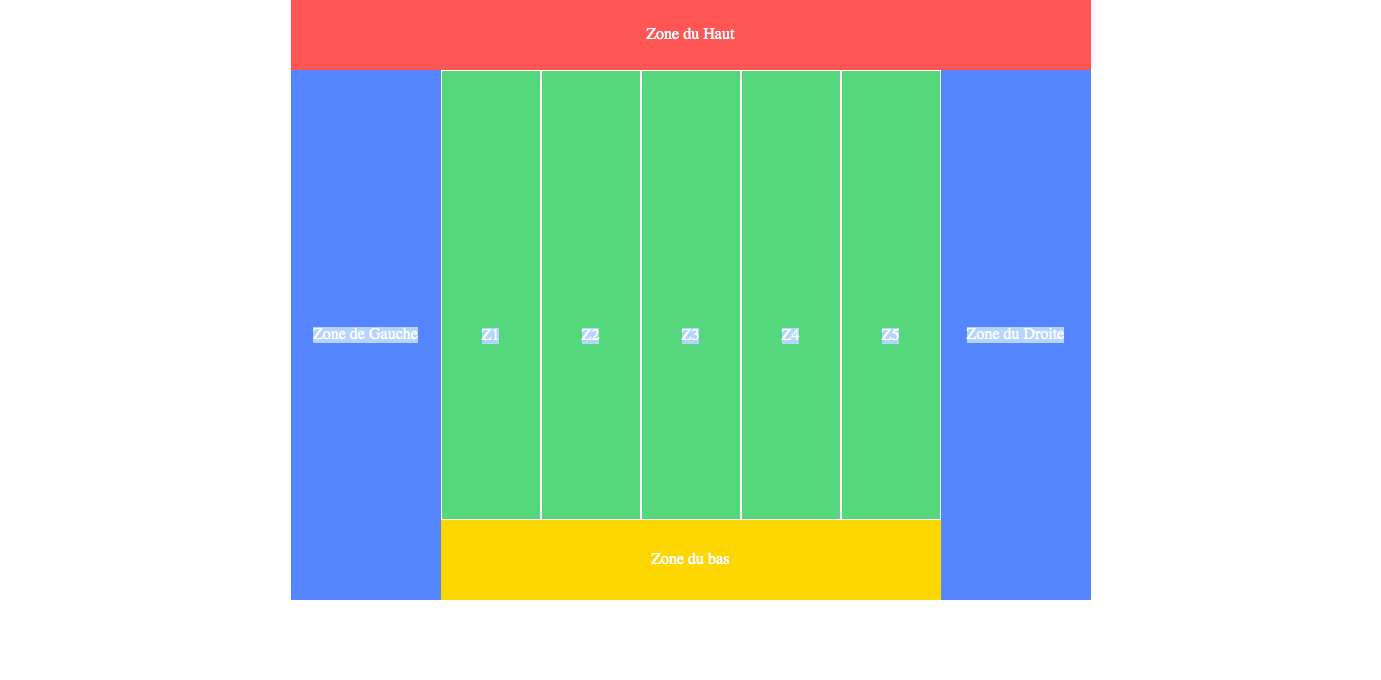 Zone du Haut
Zone de Gauche
Z1
Z2
Z3
Z4
Z5
Zone du Droite
Zone du bas